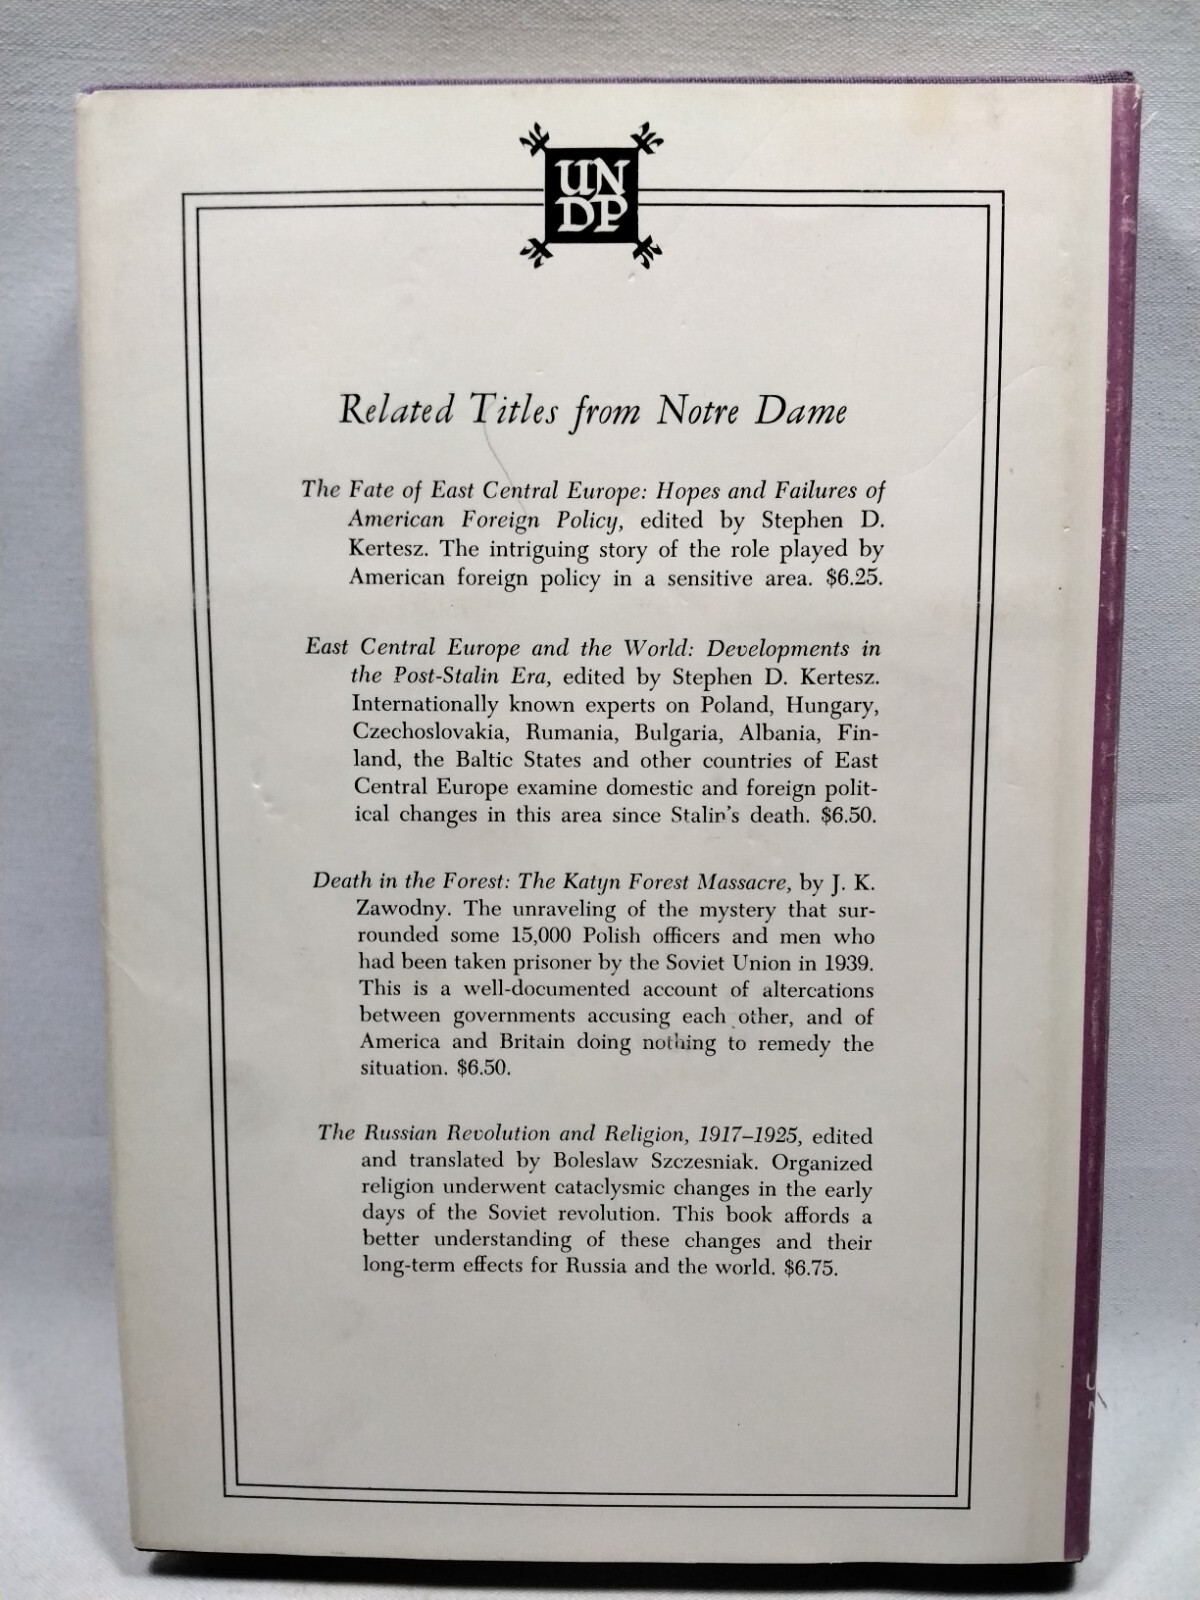 UN
DP
Related Titles from Notre Dame
The Fate of East Central Europe: Hopes and Failures of
American Foreign Policy, edited by Stephen D.
Kertesz. The intriguing story of the role played by
American foreign policy in a sensitive area. $6.25.
East Central Europe and the World: Developments in
the Post-Stalin Era, edited by Stephen D. Kertesz.
Internationally known experts on Poland, Hungary,
Czechoslovakia, Rumania, Bulgaria, Albania, Fin-
land, the Baltic States and other countries of East
Central Europe examine domestic and foreign polit-
ical changes in this area since Stalin's death. $6.50.
Death in the Forest: The Katyn Forest Massacre, by J. K.
Zawodny. The unraveling of the mystery that sur-
rounded some 15,000 Polish officers and men who
had been taken prisoner by the Soviet Union in 1939.
This is a well-documented account of altercations
between governments accusing each other, and of
America and Britain doing nothing to remedy the
situation. $6.50.
The Russian Revolution and Religion, 1917–1925, edited
and translated by Boleslaw Szczesniak. Organized
religion underwent cataclysmic changes in the early
days of the Soviet revolution. This book affords a
better understanding of these changes and their
long-term effects for Russia and the world. $6.75.